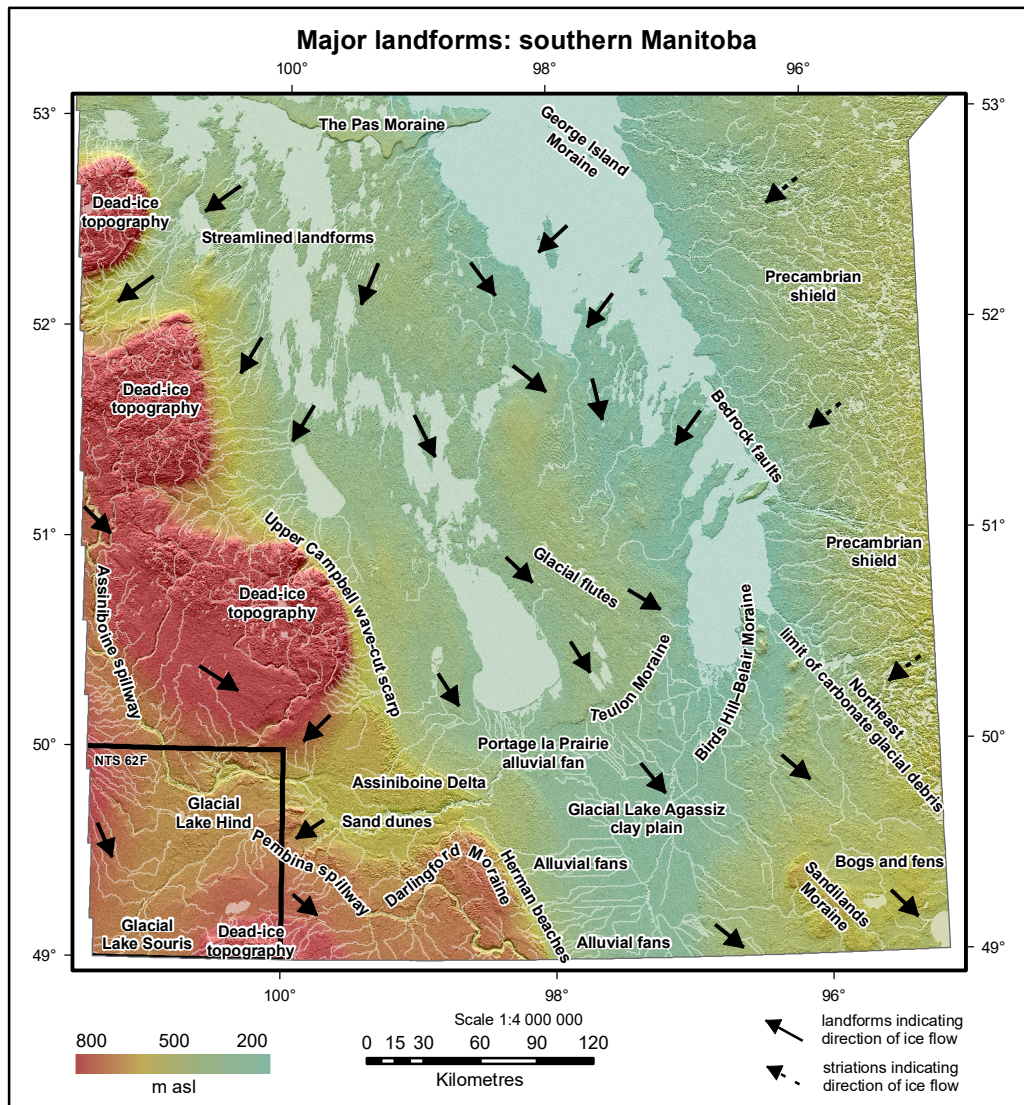 Major landforms: southern Manitoba
100°
98°
96°
53°
53°
The Pas Moraine
George Island
Moraine
Dead-ice
topography
Streamlined landforms
Precambrian
shield
52°
52°
Dead-ice
topography
Bedrock faults
51°
51°
Upper Campbell wave-cut scarp
Precambrian
shield
Glacial flutes
Assiniboine spillway
Dead-ice
topography
Teulon Moraine
Birds Hill-Belair Moraine
Northeast
limit of carbonate glacial debris
50°
50°
NTS 62F
Portage la Prairie
alluvial fan
Assiniboine Delta
Glacial
Lake Hind
Sand dunes
Glacial Lake Agassiz
clay plain
Pembina spillway
Darlingford
Moraine
Herman beaches
Alluvial fans
Bogs and fens
Sandilands
Moraine
Glacial
Lake Souris
Dead-ice
topography
Alluvial fans
49°
49°
100°
98°
96°
800
500
200
m asl
Scale 1:4 000 000
0 15 30 60 90 120
Kilometres
landforms indicating
direction of ice flow
striations indicating
direction of ice flow